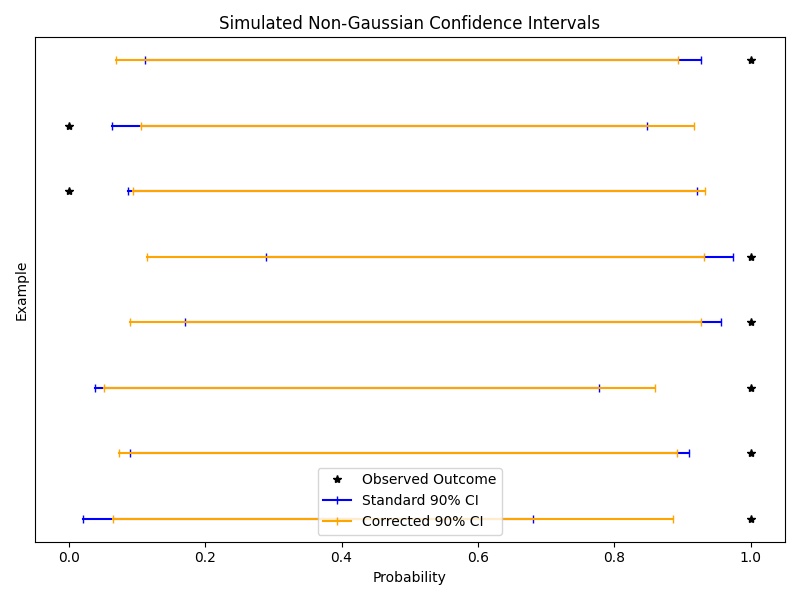 Simulated Non-Gaussian Confidence Intervals
Example
Observed Outcome
Standard 90% CI
Corrected 90% CI
0.0 0.2 0.4 0.6 0.8 1.0
Probability